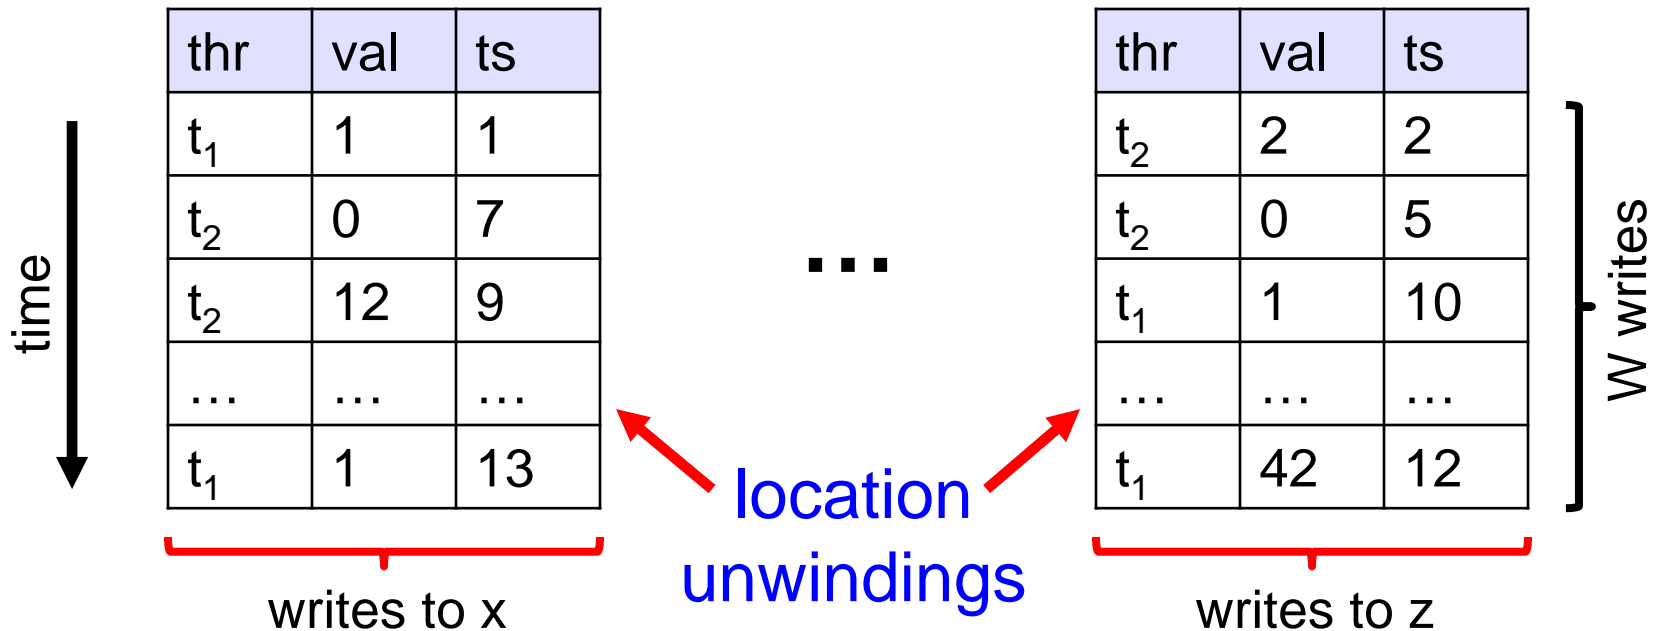 thr val ts
t₁ 1 1
t₂ 0 7
t₂ 12 9
… … …
t₁ 1 13
writes to x
time
…
location
unwindings
thr val ts
t₂ 2 2
t₂ 0 5
t₁ 1 10
… … …
t₁ 42 12
writes to z
W writes